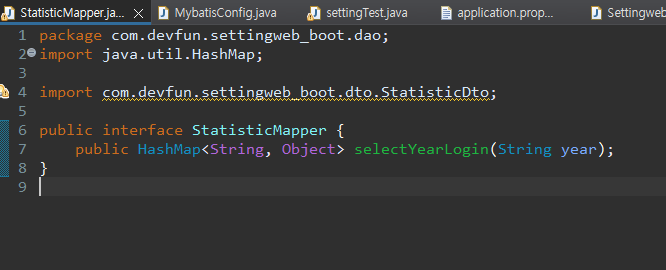 StatisticMapper.ja... MybatisConfig.java settingTest.java application.prop... Settingweb
1 package com.devfun.settingweb_boot.dao;
2 import java.util.HashMap;
3
4 import com.devfun.settingweb_boot.dto.StatisticDto;
5
6 public interface StatisticMapper {
7 public HashMap<String, Object> selectYearLogin(String year);
8 }
9